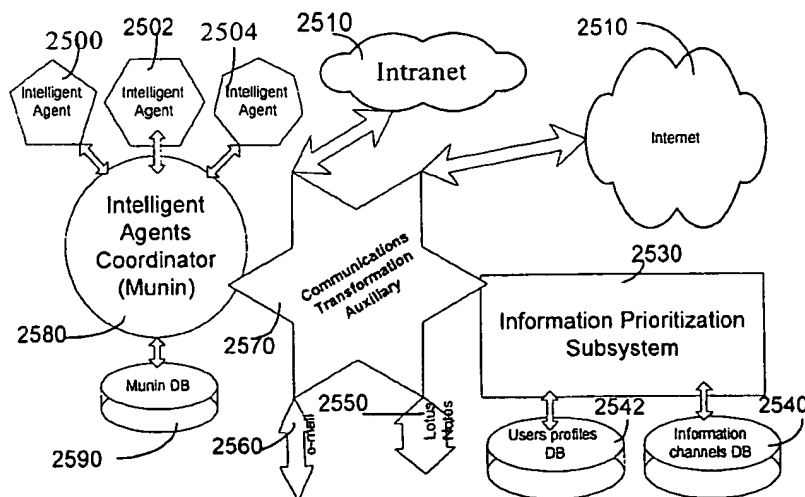 2500
2502
2504
2510
2510
Intelligent
Agent
Intelligent
Agent
Intelligent
Agent
Intranet
Internet
Intelligent
Agents
Coordinator
(Munin)
2580
Communications
Transformation
Auxiliary
2570
2530
Information Prioritization
Subsystem
Munin DB
2590
2560
e-mail
2550
Lotus
Notes
2542
Users profiles
DB
2540
Information
channels DB